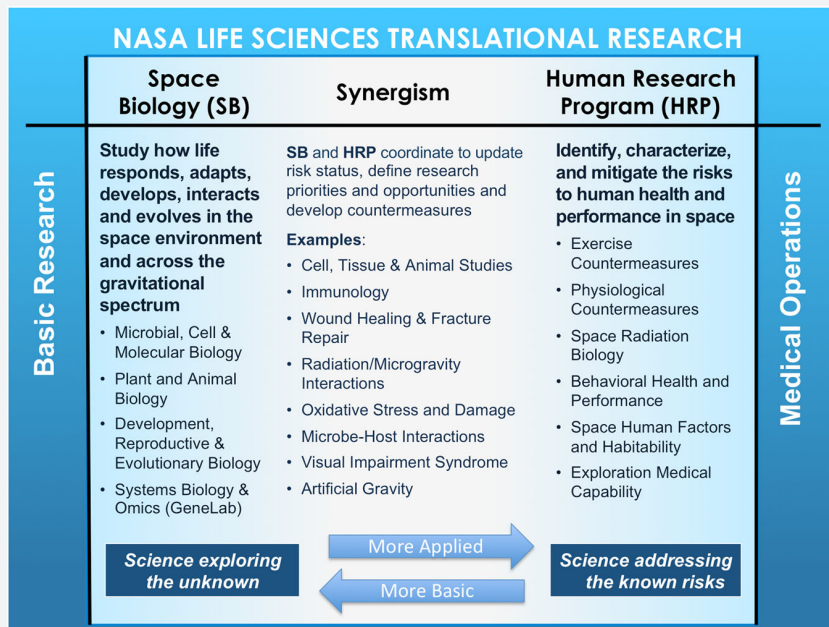 NASA LIFE SCIENCES TRANSLATIONAL RESEARCH
Basic Research
Space
Biology (SB)
Study how life
responds, adapts,
develops, interacts
and evolves in the
space environment
and across the
gravitational
spectrum
• Microbial, Cell &
Molecular Biology
• Plant and Animal
Biology
• Development,
Reproductive &
Evolutionary Biology
• Systems Biology &
Omics (GeneLab)
Science exploring
the unknown
Synergism
SB and HRP coordinate to update
risk status, define research
priorities and opportunities and
develop countermeasures
Examples:
• Cell, Tissue & Animal Studies
• Immunology
• Wound Healing & Fracture
Repair
• Radiation/Microgravity
Interactions
• Oxidative Stress and Damage
• Microbe-Host Interactions
• Visual Impairment Syndrome
• Artificial Gravity
More Applied
More Basic
Human Research
Program (HRP)
Identify, characterize,
and mitigate the risks
to human health and
performance in space
• Exercise
Countermeasures
• Physiological
Countermeasures
• Space Radiation
Biology
• Behavioral Health and
Performance
• Space Human Factors
and Habitability
• Exploration Medical
Capability
Science addressing
the known risks
Medical Operations